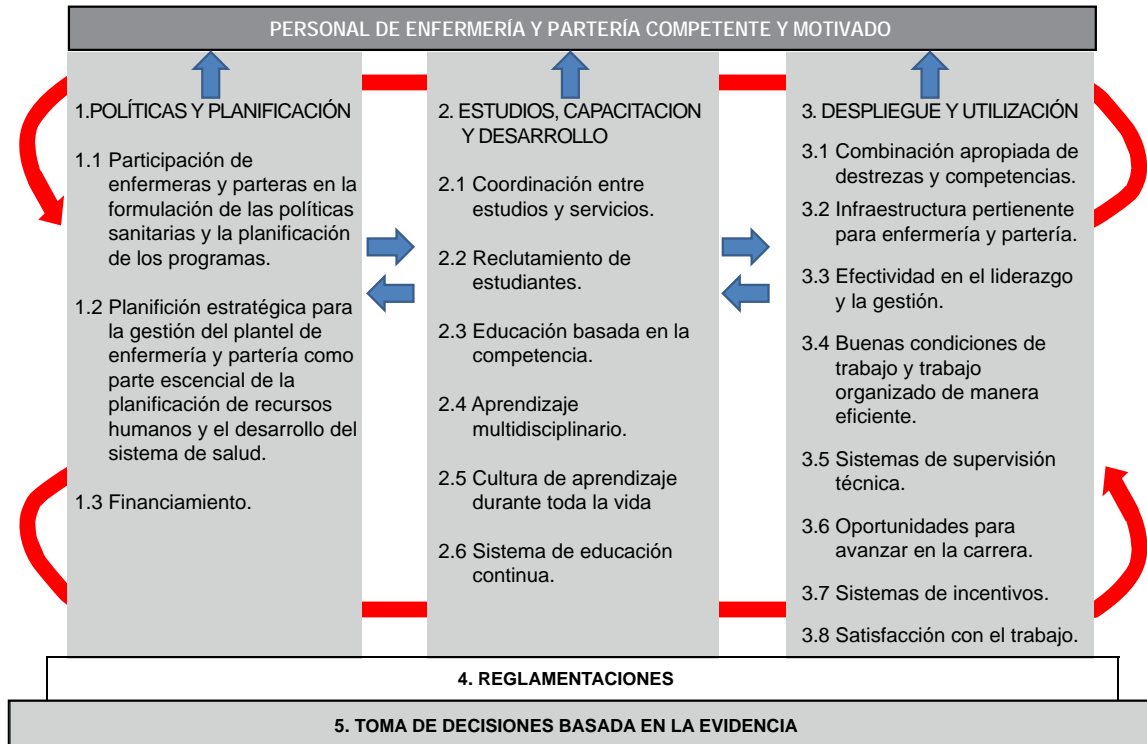 PERSONAL DE ENFERMERÍA Y PARTERÍA COMPETENTE Y MOTIVADO
1.POLÍTICAS Y PLANIFICACIÓN
1.1 Participación de
enfermeras y parteras en la
formulación de las políticas
sanitarias y la planificación
de los programas.
1.2 Planifición estratégica para
la gestión del plantel de
enfermería y partería como
parte escencial de la
planificación de recursos
humanos y el desarrollo del
sistema de salud.
1.3 Financiamiento.
2. ESTUDIOS, CAPACITACION
Y DESARROLLO
2.1 Coordinación entre
estudios y servicios.
2.2 Reclutamiento de
estudiantes.
2.3 Educación basada en la
competencia.
2.4 Aprendizaje
multidisciplinario.
2.5 Cultura de aprendizaje
durante toda la vida
2.6 Sistema de educación
continua.
3. DESPLIEGUE Y UTILIZACIÓN
3.1 Combinación apropiada de
destrezas y competencias.
3.2 Infraestructura pertienente
para enfermería y partería.
3.3 Efectividad en el liderazgo
y la gestión.
3.4 Buenas condiciones de
trabajo y trabajo
organizado de manera
eficiente.
3.5 Sistemas de supervisión
técnica.
3.6 Oportunidades para
avanzar en la carrera.
3.7 Sistemas de incentivos.
3.8 Satisfacción con el trabajo.
4. REGLAMENTACIONES
5. TOMA DE DECISIONES BASADA EN LA EVIDENCIA